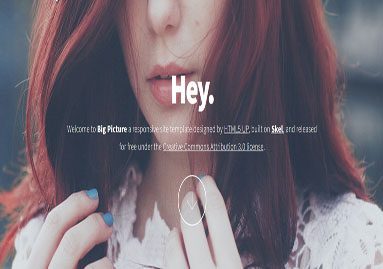 Hey.
Welcome to Big Picture a responsive site template designed by HTML5 UP, built on Skel, and released
for free under the Creative Commons Attribution 3.0 license.